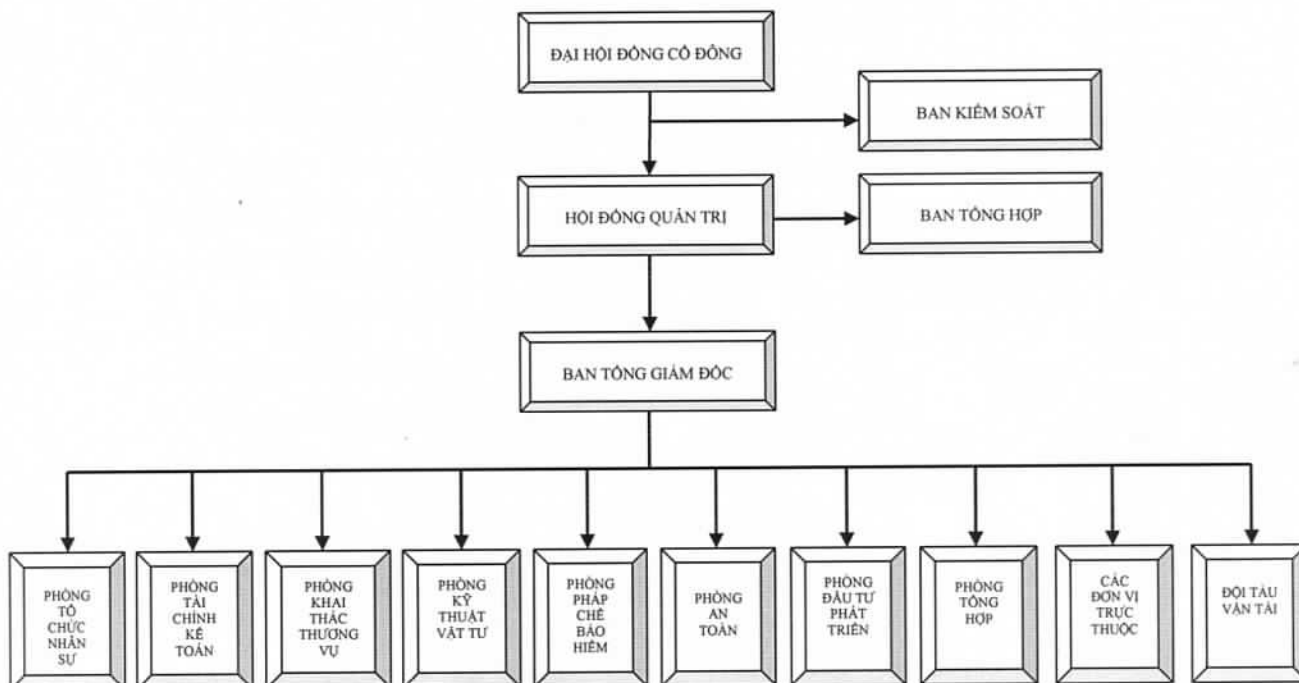 ĐẠI HỘI ĐỒNG CỔ ĐÔNG
BAN KIỂM SOÁT
HỘI ĐỒNG QUẢN TRỊ
BAN TỔNG HỢP
BAN TỔNG GIÁM ĐỐC
PHÒNG
TỔ
CHỨC
NHÂN
SỰ
PHÒNG
TÀI
CHÍNH
KẾ
TOÁN
PHÒNG
KHAI
THÁC
THƯƠNG
VỤ
PHÒNG
KỸ
THUẬT
VẬT TƯ
PHÒNG
PHÁP
CHẾ
BẢO
HIỂM
PHÒNG
AN
TOÀN
PHÒNG
ĐẦU TƯ
PHÁT
TRIỂN
PHÒNG
TỔNG
HỢP
CÁC
ĐƠN VỊ
TRỰC
THUỘC
ĐỘI TÀU
VẬN TẢI